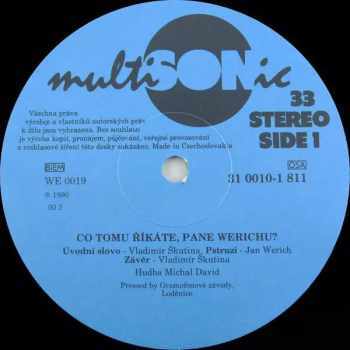 multiSONic
33
STEREO
SIDE 1
Všechna práva
výrobce a vlastníků autorských práv
k dílu jsou vyhrazena. Bez souhlasu
je výroba kopií, pronájem, půjčování, veřejné provozování
a rozhlasové šíření této desky zakázáno. Made in Czechoslovakia
BIEM
OSA
WE 0019
31 0010-1 811
℗ 1990
CO TOMU ŘÍKÁTE, PANE WERICHU?
Úvodní slovo - Vladimír Škutina, Pstruzi - Jan Werich
Závěr - Vladimír Škutina
Hudba Michal David
Pressed by Gramofonové závody,
Loděnice